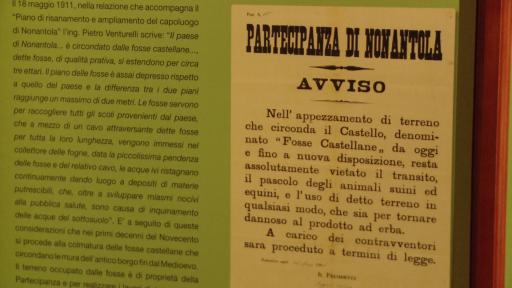 il 18 maggio 1911, nella relazione che accompagna il
"Piano di risanamento e ampliamento del capoluogo
di Nonantola" l'ing. Pietro Venturelli scrive: "Il paese
di Nonantola... è circondato dalle fosse castellane...,
dette fosse, di qualità prativa, si estendono per circa
tre ettari. Il piano delle fosse è assai depresso rispetto
a quello del paese e la differenza tra i due piani
raggiunge un massimo di due metri. Le fosse servono
per raccogliere tutti gli scoli provenienti dal paese,
che a mezzo di un cavo attraversante dette fosse
per tutta la loro lunghezza, vengono immessi nel
collettore delle fogne, data la piccolissima pendenza
delle fosse e del relativo cavo, le acque ivi ristagnano
continuamente dando luogo a depositi di materie
putrescibili, che, oltre a sviluppare miasmi nocivi
alla pubblica salute, sono causa di inquinamento
delle acque del sottosuolo". E' a seguito di queste
considerazioni che nei primi decenni del Novecento
si procede alla colmatura delle fosse castellane che
circondano le mura dell'antico borgo fin dal Medioevo.
Il terreno occupato dalle fosse è di proprietà della
Partecipanza e per realizzare i lavori
PARTECIPANZA DI NONANTOLA
AVVISO
Nell' appezzamento di terreno
che circonda il Castello, denomi-
nato "Fosse Castellane„ da oggi
e fino a nuova disposizione, resta
assolutamente vietato il transito,
il pascolo degli animali suini ed
equini, e l'uso di detto terreno in
qualsiasi modo, che sia per tornare
dannoso al prodotto ad erba.
A carico dei contravventori
sara proceduto a termini di legge.
IL PRESIDENTE